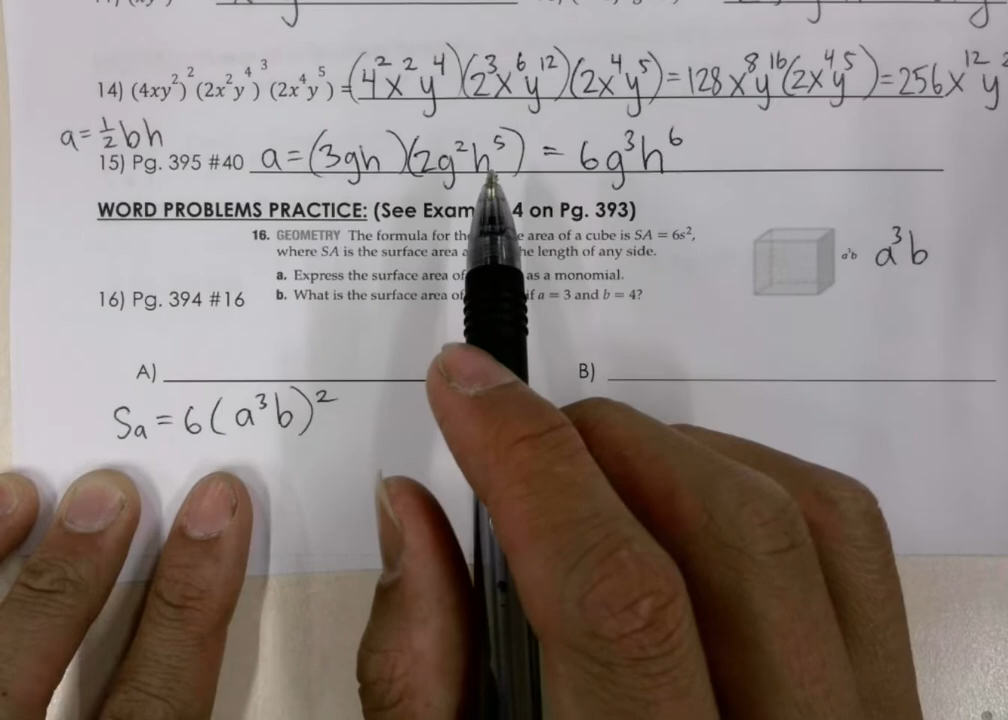 14) (4xy²)² (2x²y⁴)³ (2x⁴y⁵) = (4²x²y⁴)(2³x⁶y¹²)(2x⁴y⁵) = 128x⁸y¹⁶(2x⁴y⁵) = 256x¹²y²
a = ½bh
15) Pg. 395 #40 a = (3gh)(2g²h⁵) = 6g³h⁶
WORD PROBLEMS PRACTICE: (See Exam 4 on Pg. 393)
16. GEOMETRY The formula for th e area of a cube is SA = 6s²,
where SA is the surface area a he length of any side.
a. Express the surface area of as a monomial.
b. What is the surface area of if a = 3 and b = 4?
a³b a³b
16) Pg. 394 #16
A) B)
Sa = 6(a³b)²